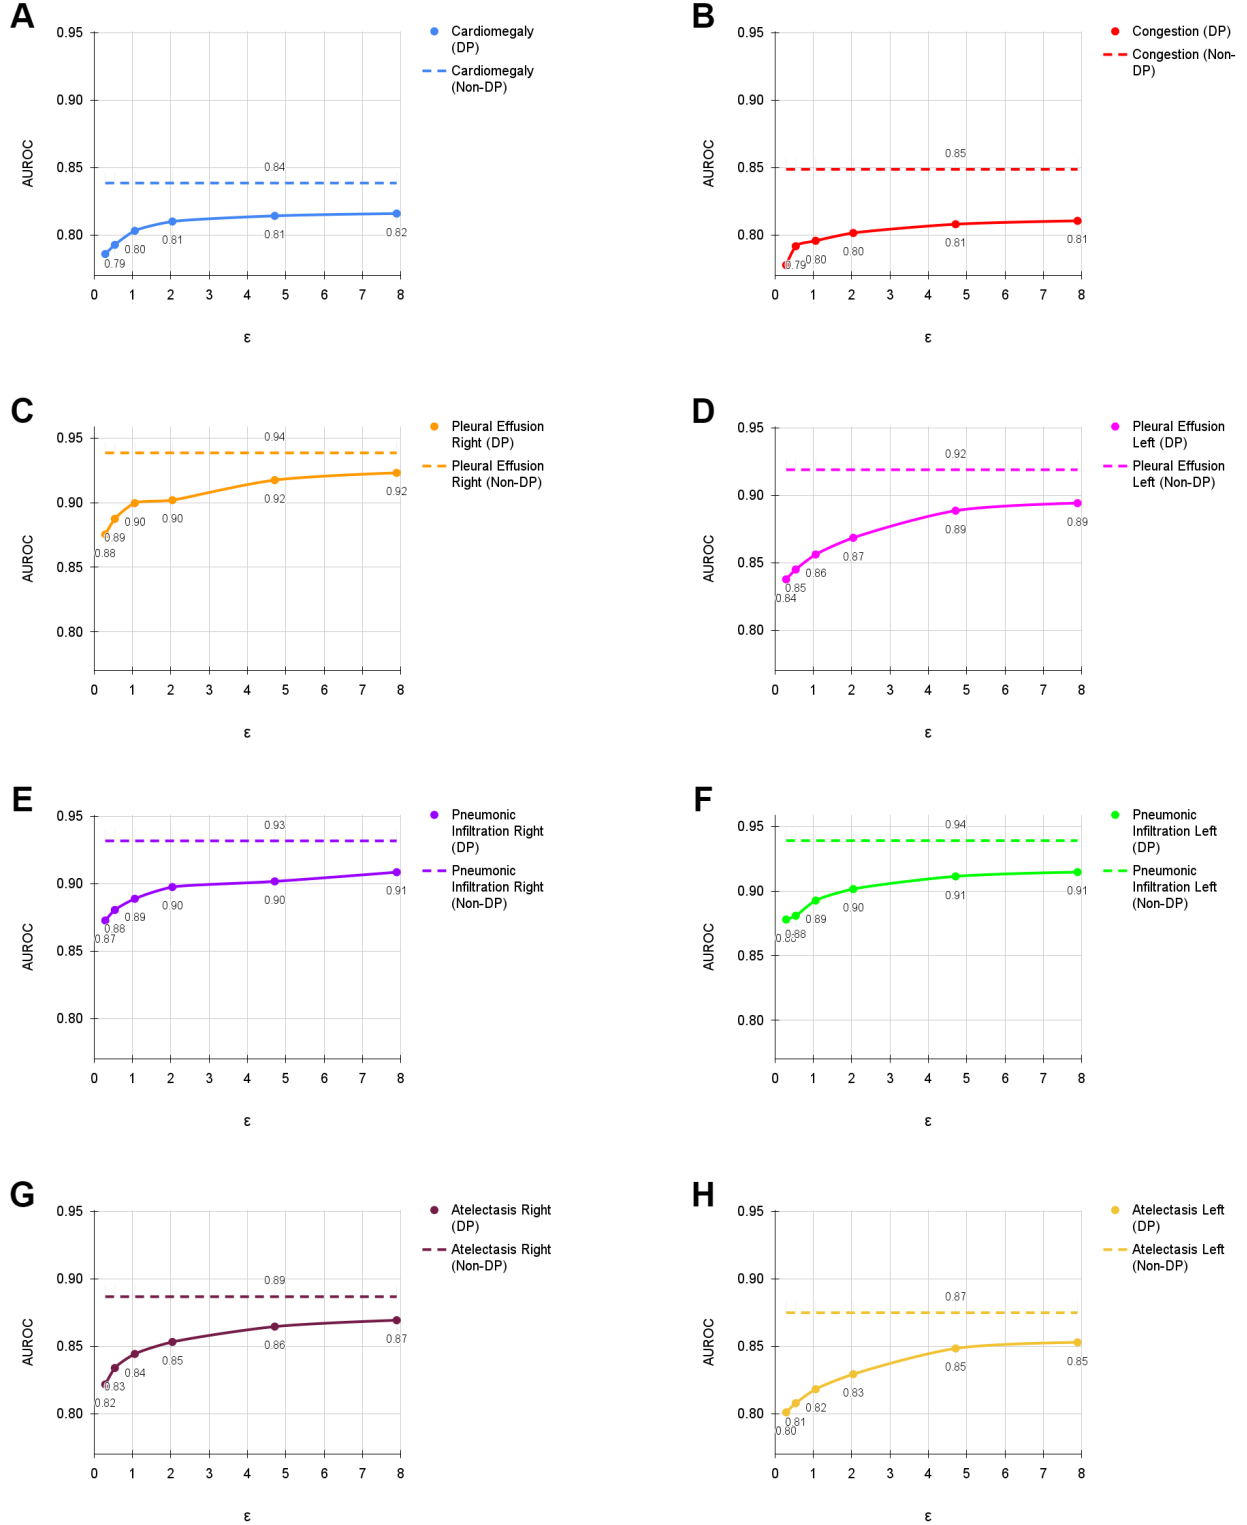 A
0.95
0.90
0.85
0.80
AUROC
0.84
0.79
0.80
0.81
0.81
0.82
0 1 2 3 4 5 6 7 8
ε
Cardiomegaly
(DP)
Cardiomegaly
(Non-DP)
B
0.95
0.90
0.85
0.80
AUROC
0.85
0.79
0.80
0.80
0.81
0.81
0 1 2 3 4 5 6 7 8
ε
Congestion (DP)
Congestion (Non-
DP)
C
0.95
0.90
0.85
0.80
AUROC
0.94
0.88
0.89
0.90
0.90
0.92
0.92
0 1 2 3 4 5 6 7 8
ε
Pleural Effusion
Right (DP)
Pleural Effusion
Right (Non-DP)
D
0.95
0.90
0.85
0.80
AUROC
0.92
0.84
0.85
0.86
0.87
0.89
0.89
0 1 2 3 4 5 6 7 8
ε
Pleural Effusion
Left (DP)
Pleural Effusion
Left (Non-DP)
E
0.95
0.90
0.85
0.80
AUROC
0.93
0.87
0.88
0.89
0.90
0.90
0.91
0 1 2 3 4 5 6 7 8
ε
Pneumonic
Infiltration Right
(DP)
Pneumonic
Infiltration Right
(Non-DP)
F
0.95
0.90
0.85
0.80
AUROC
0.94
0.88
0.89
0.90
0.91
0.91
0 1 2 3 4 5 6 7 8
ε
Pneumonic
Infiltration Left
(DP)
Pneumonic
Infiltration Left
(Non-DP)
G
0.95
0.90
0.85
0.80
AUROC
0.89
0.82
0.83
0.84
0.85
0.86
0.87
0 1 2 3 4 5 6 7 8
ε
Atelectasis Right
(DP)
Atelectasis Right
(Non-DP)
H
0.95
0.90
0.85
0.80
AUROC
0.87
0.80
0.81
0.82
0.83
0.85
0.85
0 1 2 3 4 5 6 7 8
ε
Atelectasis Left
(DP)
Atelectasis Left
(Non-DP)